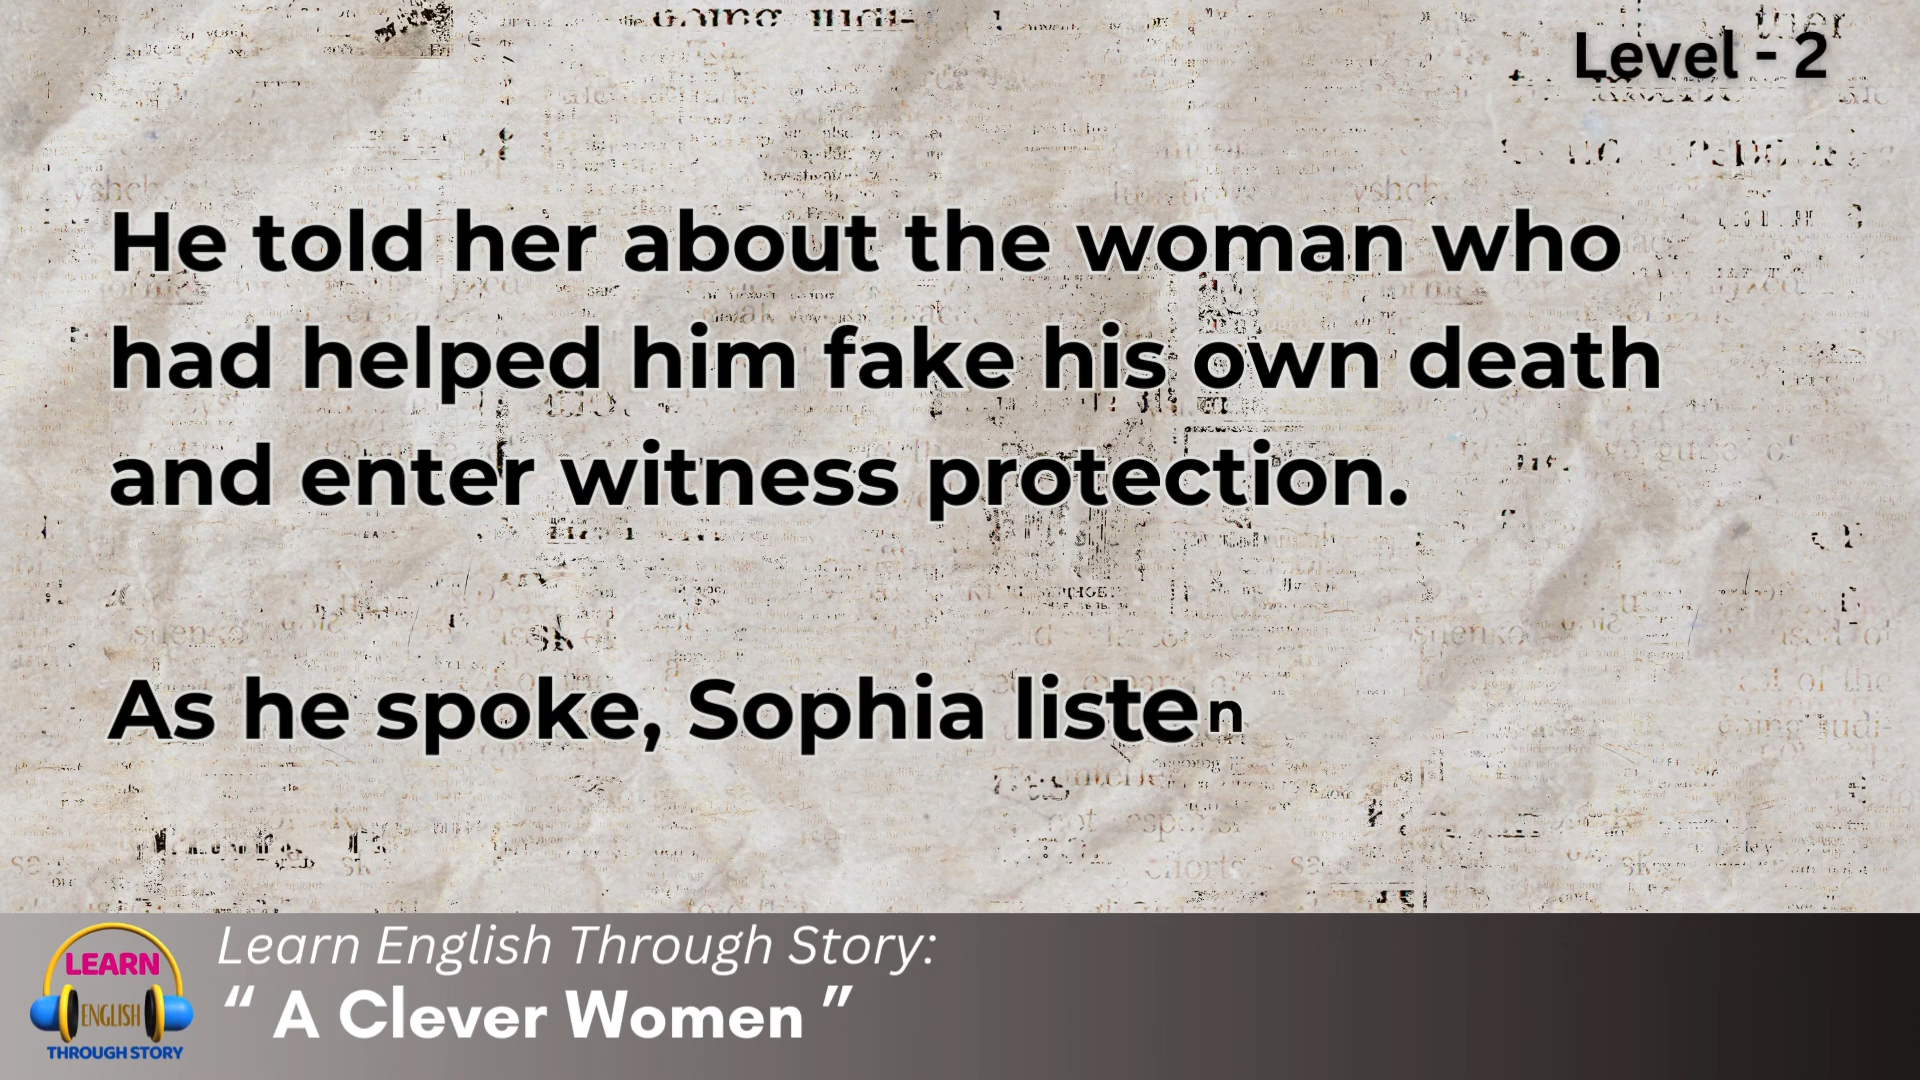 Level - 2
He told her about the woman who
had helped him fake his own death
and enter witness protection.
As he spoke, Sophia listen
LEARN
ENGLISH
THROUGH STORY
Learn English Through Story:
“ A Clever Women ”